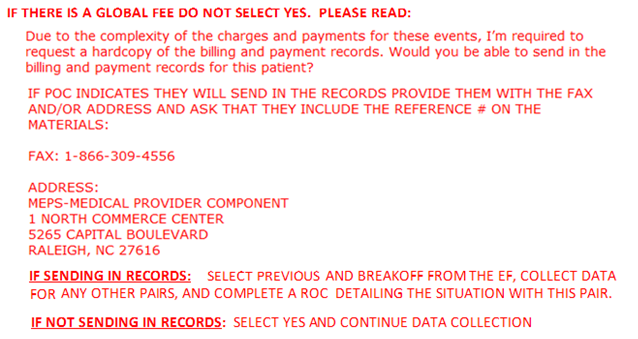 IF THERE IS A GLOBAL FEE DO NOT SELECT YES. PLEASE READ:
Due to the complexity of the charges and payments for these events, I'm required to
request a hardcopy of the billing and payment records. Would you be able to send in the
billing and payment records for this patient?
IF POC INDICATES THEY WILL SEND IN THE RECORDS PROVIDE THEM WITH THE FAX
AND/OR ADDRESS AND ASK THAT THEY INCLUDE THE REFERENCE # ON THE
MATERIALS:
FAX: 1-866-309-4556
ADDRESS:
MEPS-MEDICAL PROVIDER COMPONENT
1 NORTH COMMERCE CENTER
5265 CAPITAL BOULEVARD
RALEIGH, NC 27616
IF SENDING IN RECORDS: SELECT PREVIOUS AND BREAKOFF FROM THE EF, COLLECT DATA
FOR ANY OTHER PAIRS, AND COMPLETE A ROC DETAILING THE SITUATION WITH THIS PAIR.
IF NOT SENDING IN RECORDS: SELECT YES AND CONTINUE DATA COLLECTION